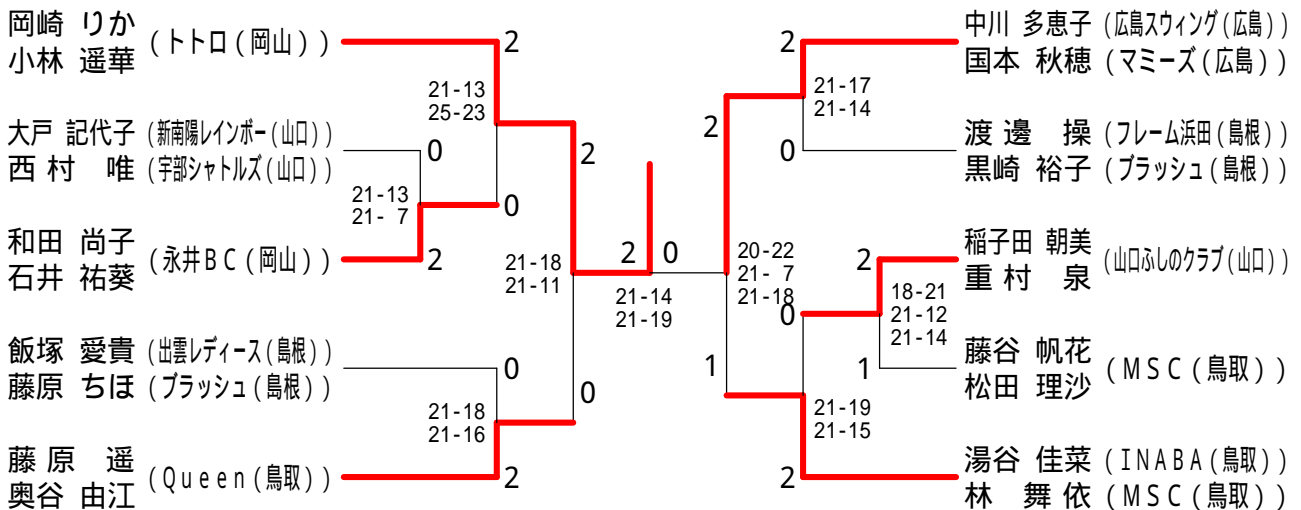 岡崎 りか
小林 遥華
(トトロ(岡山))
2
21-13
25-23
大戸 記代子 (新南陽レインボー(山口))
西村 唯 (宇部シャトルズ(山口))
0
21-13
21- 7
0
和田 尚子
石井 祐葵
(永井BC(岡山))
2
2
21-18
21-11
飯塚 愛貴 (出雲レディース(島根))
藤原 ちほ (ブラッシュ(島根))
0
21-18
21-16
0
藤原 遥
奥谷 由江
(Queen(鳥取))
2
2 0
21-14
21-19
中川 多恵子 (広島スウィング(広島))
国本 秋穂 (マミーズ(広島))
2
21-17
21-14
2
渡邊 操 (フレーム浜田(島根))
黒崎 裕子 (ブラッシュ(島根))
0
20-22
21- 7
21-18
稲子田 朝美
重村 泉
(山口ふしのクラブ(山口))
2
18-21
21-12
21-14
0
藤谷 帆花
松田 理沙
(MSC(鳥取))
1
1
21-19
21-15
湯谷 佳菜 (INABA(鳥取))
林 舞依 (MSC(鳥取))
2